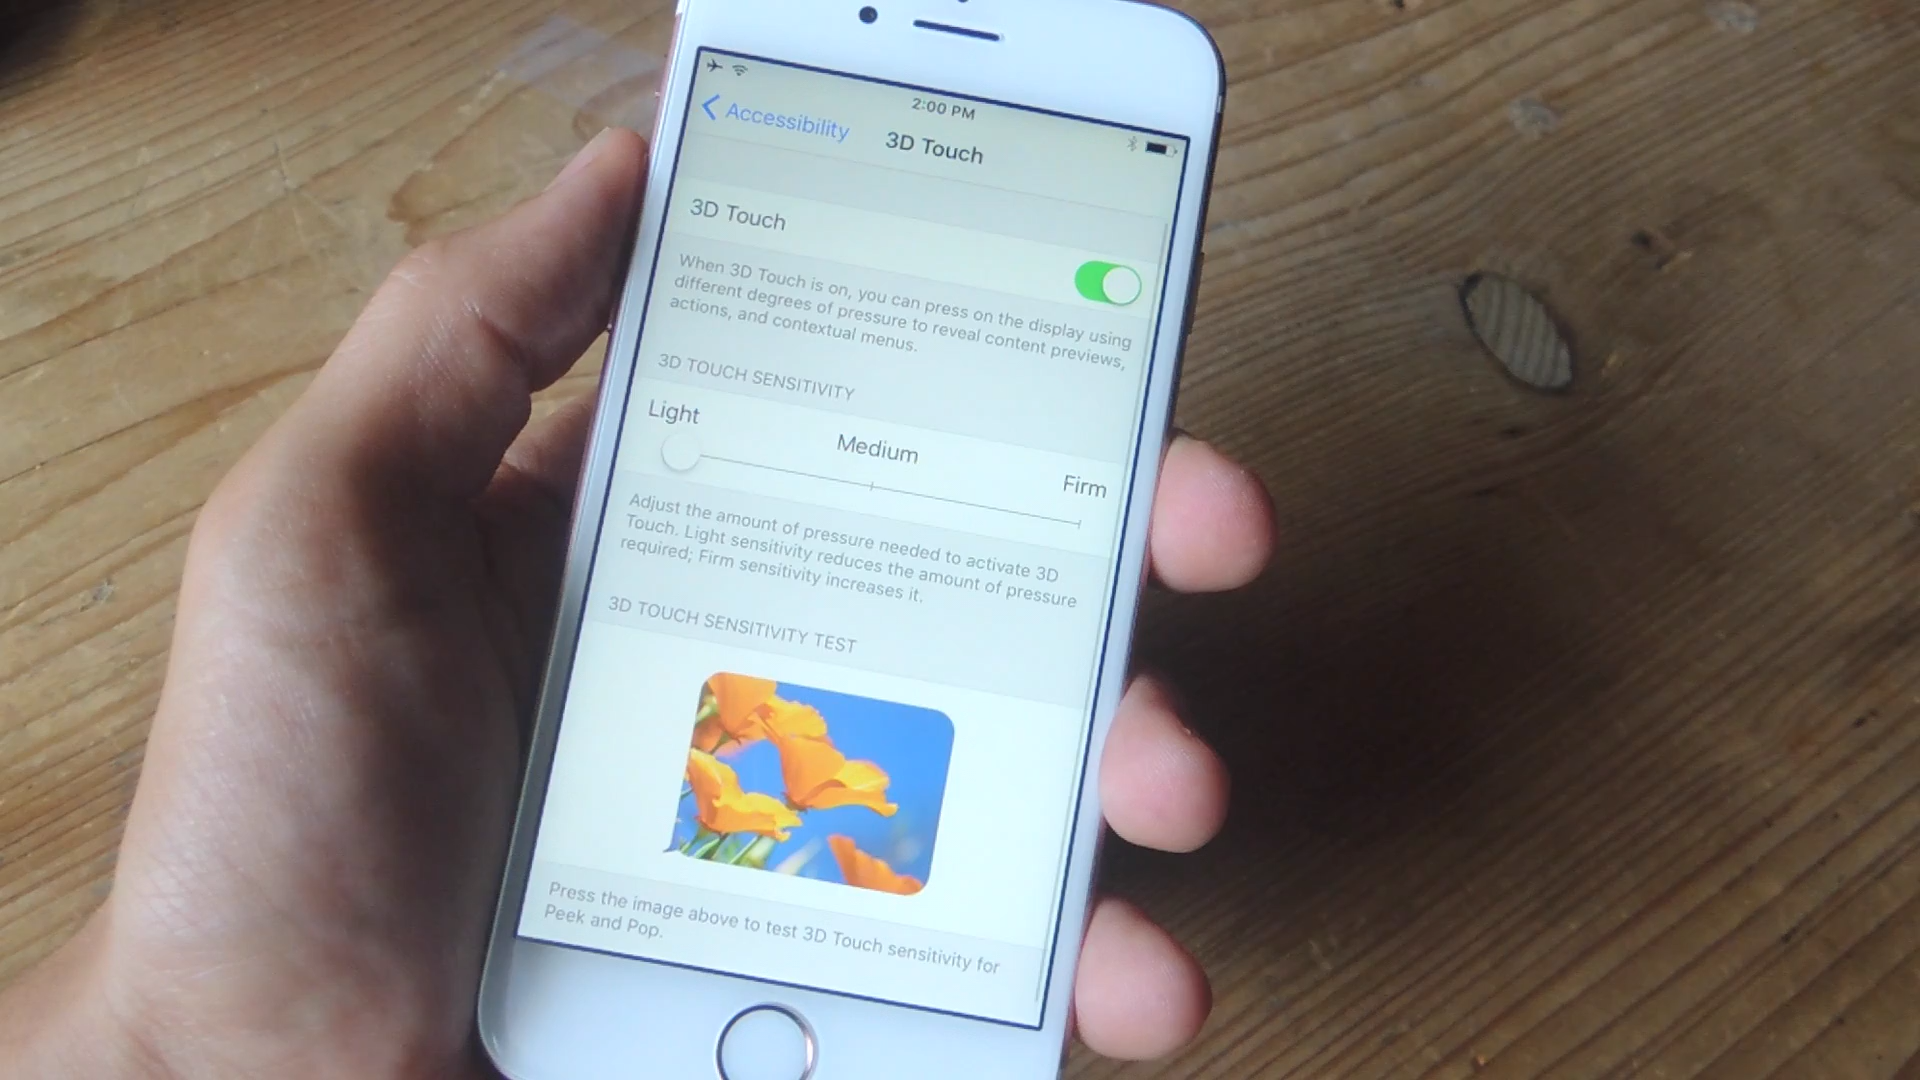 2:00 PM
Accessibility
3D Touch
3D Touch
When 3D Touch is on, you can press on the display using
different degrees of pressure to reveal content previews,
actions, and contextual menus.
3D TOUCH SENSITIVITY
Light
Medium
Firm
Adjust the amount of pressure needed to activate 3D
Touch. Light sensitivity reduces the amount of pressure
required; Firm sensitivity increases it.
3D TOUCH SENSITIVITY TEST
Press the image above to test 3D Touch sensitivity for
Peek and Pop.